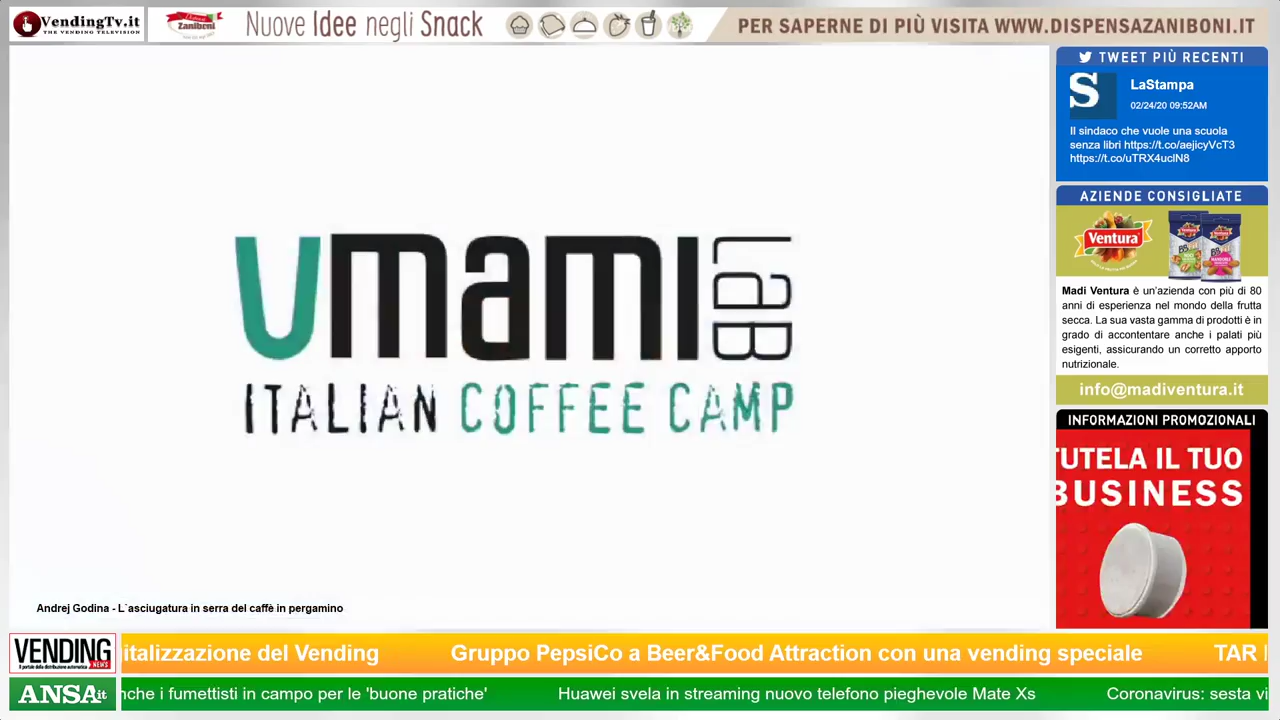 VendingTv.it
THE VENDING TELEVISION
Zaniboni
Nuove Idee negli Snack
PER SAPERNE DI PIÙ VISITA WWW.DISPENSAZANIBONI.IT
UMAMI LAB
ITALIAN COFFEE CAMP
Andrej Godina - L´asciugatura in serra del caffè in pergamino
TWEET PIÙ RECENTI
S
LaStampa
02/24/20 09:52AM
Il sindaco che vuole una scuola
senza libri https://t.co/aejicyVcT3
https://t.co/uTRX4uclN8
AZIENDE CONSIGLIATE
Ventura
Madi Ventura è un'azienda con più di 80
anni di esperienza nel mondo della frutta
secca. La sua vasta gamma di prodotti è in
grado di accontentare anche i palati più
esigenti, assicurando un corretto apporto
nutrizionale.
info@madiventura.it
INFORMAZIONI PROMOZIONALI
TUTELA IL TUO
BUSINESS
VENDING NEWS
Il portale della distribuzione automatica
italizzazione del Vending Gruppo PepsiCo a Beer&Food Attraction con una vending speciale TAR
ANSA.it
nche i fumettisti in campo per le 'buone pratiche' Huawei svela in streaming nuovo telefono pieghevole Mate Xs Coronavirus: sesta vi